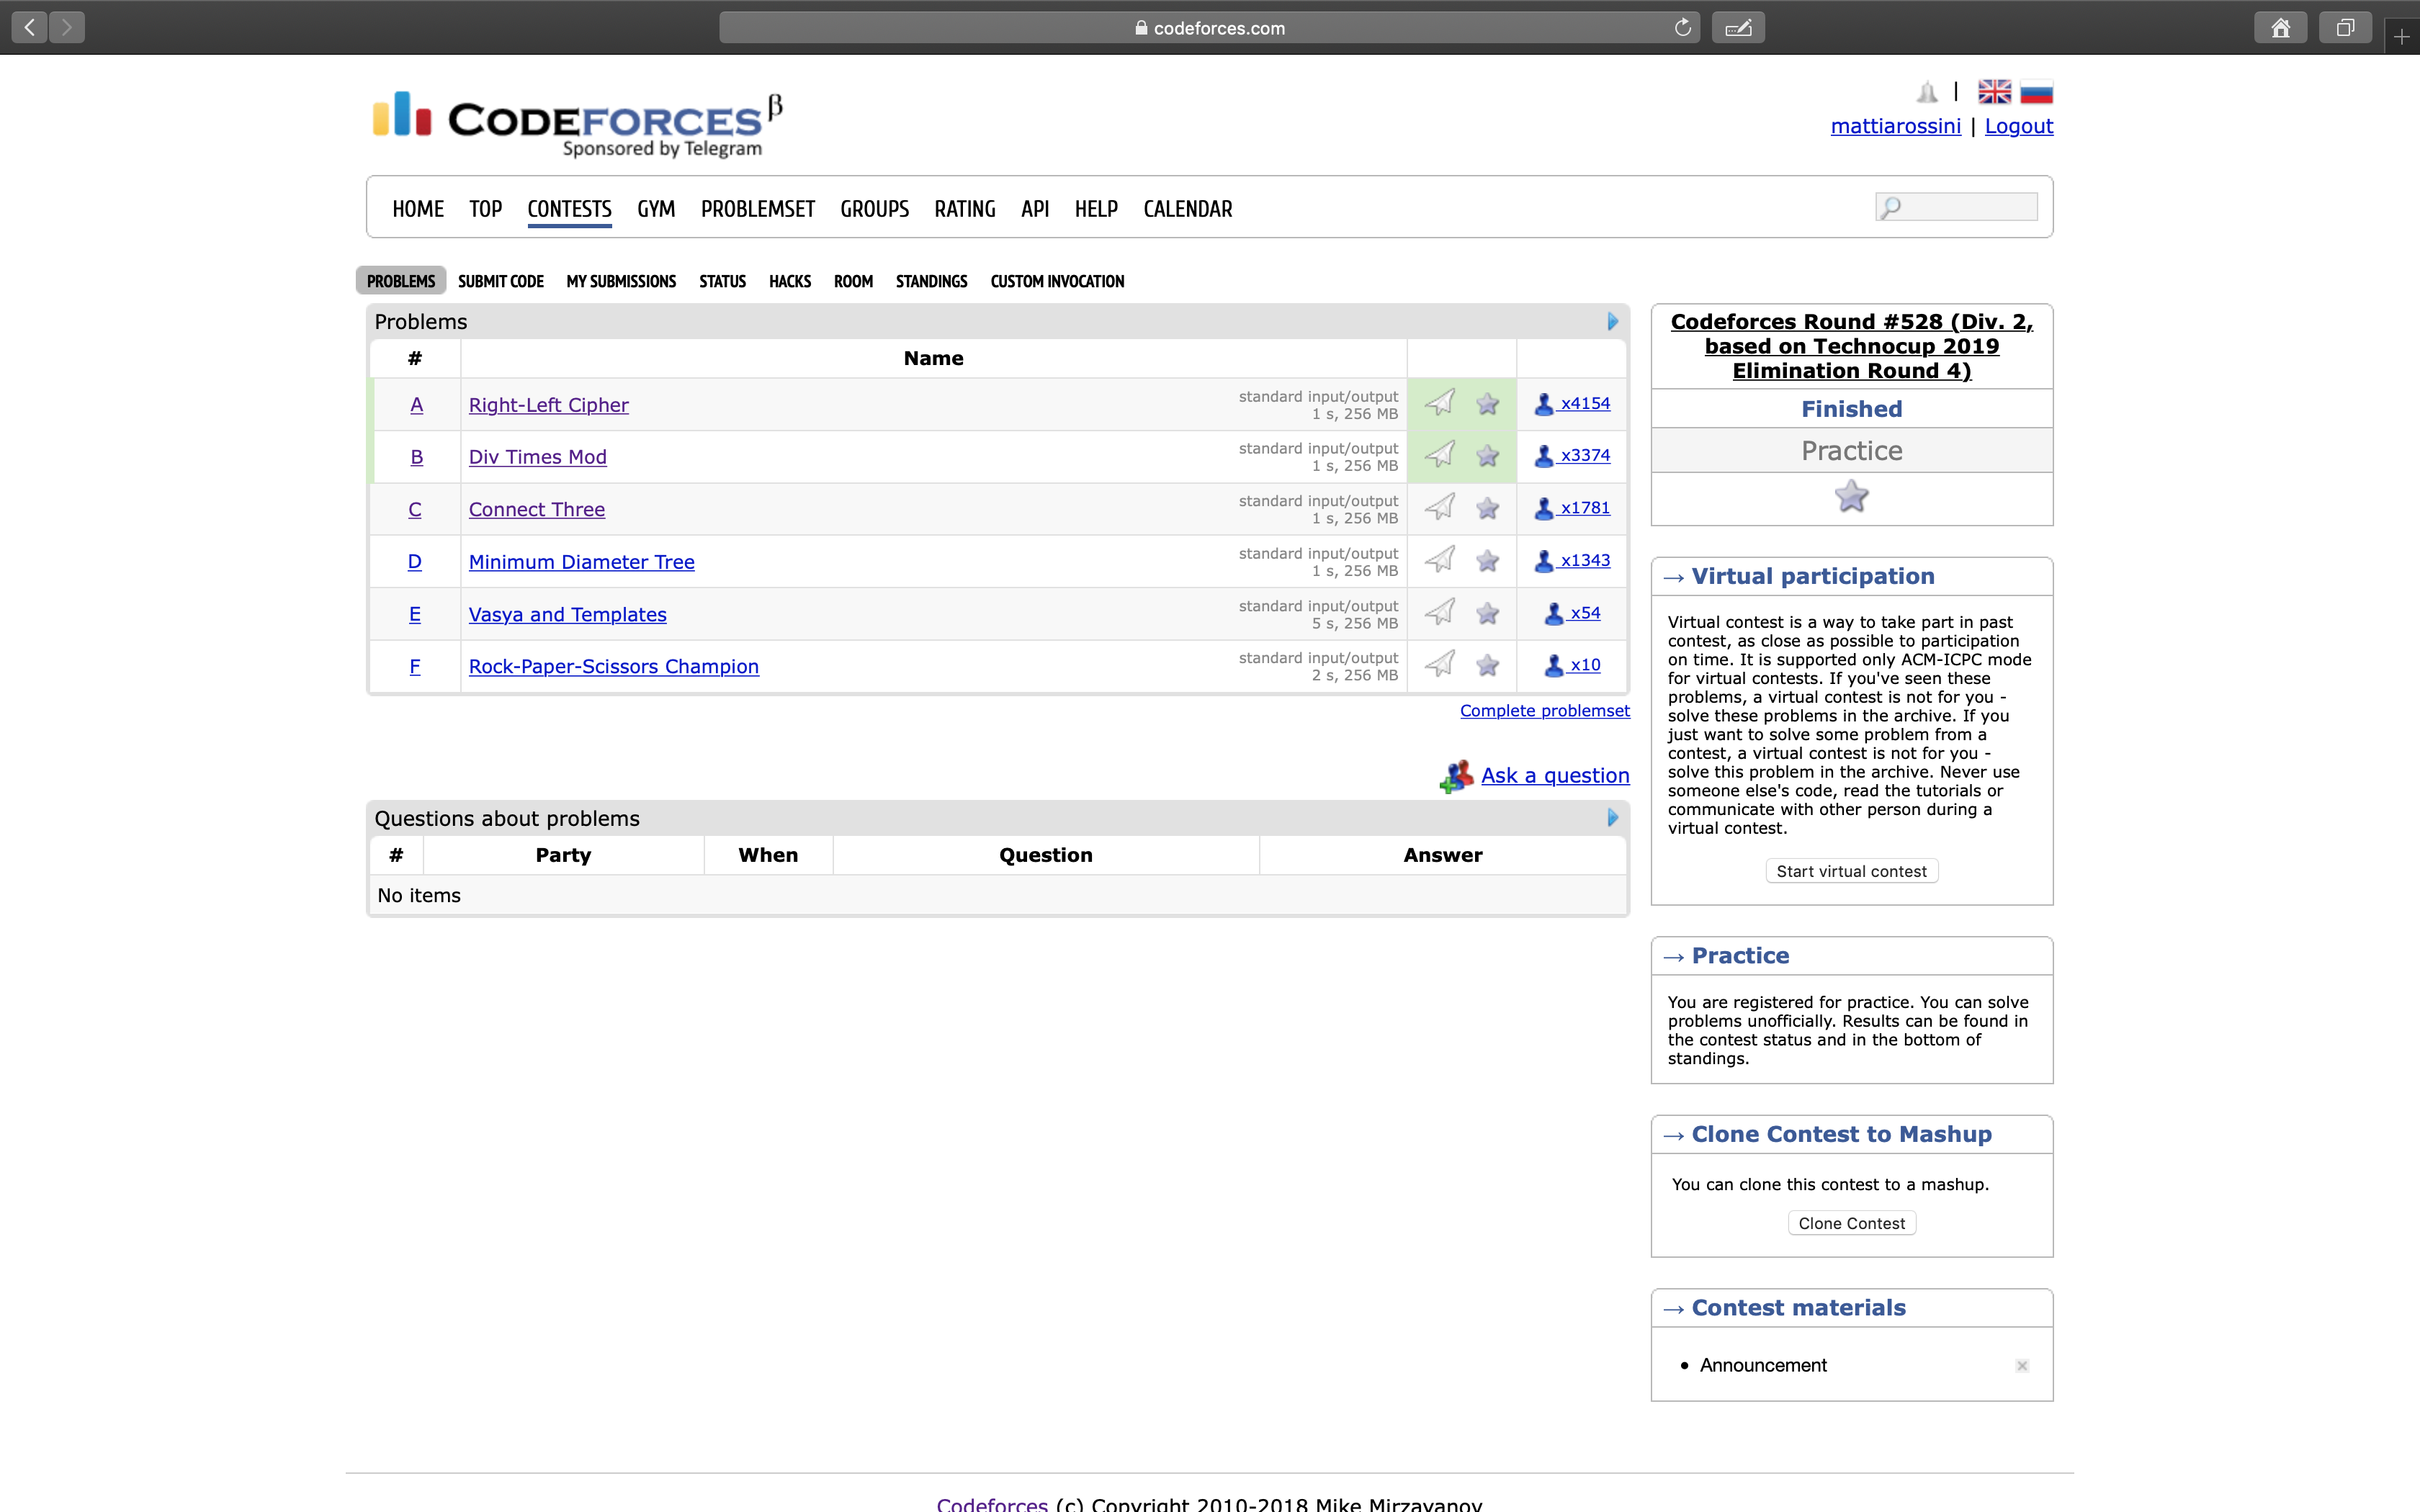 codeforces.com
CODEFORCES β
Sponsored by Telegram
|
mattiarossini | Logout
HOME TOP CONTESTS GYM PROBLEMSET GROUPS RATING API HELP CALENDAR
PROBLEMS SUBMIT CODE MY SUBMISSIONS STATUS HACKS ROOM STANDINGS CUSTOM INVOCATION
Problems
# Name
A Right-Left Cipher standard input/output x4154
1 s, 256 MB
B Div Times Mod standard input/output x3374
1 s, 256 MB
C Connect Three standard input/output x1781
1 s, 256 MB
D Minimum Diameter Tree standard input/output x1343
1 s, 256 MB
E Vasya and Templates standard input/output x54
5 s, 256 MB
F Rock-Paper-Scissors Champion standard input/output x10
2 s, 256 MB
Complete problemset
Ask a question
Questions about problems
# Party When Question Answer
No items
Codeforces Round #528 (Div. 2,
based on Technocup 2019
Elimination Round 4)
Finished
Practice
→ Virtual participation
Virtual contest is a way to take part in past
contest, as close as possible to participation
on time. It is supported only ACM-ICPC mode
for virtual contests. If you've seen these
problems, a virtual contest is not for you -
solve these problems in the archive. If you
just want to solve some problem from a
contest, a virtual contest is not for you -
solve this problem in the archive. Never use
someone else's code, read the tutorials or
communicate with other person during a
virtual contest.
Start virtual contest
→ Practice
You are registered for practice. You can solve
problems unofficially. Results can be found in
the contest status and in the bottom of
standings.
→ Clone Contest to Mashup
You can clone this contest to a mashup.
Clone Contest
→ Contest materials
• Announcement
Codeforces (c) Copyright 2010-2018 Mike Mirzayanov